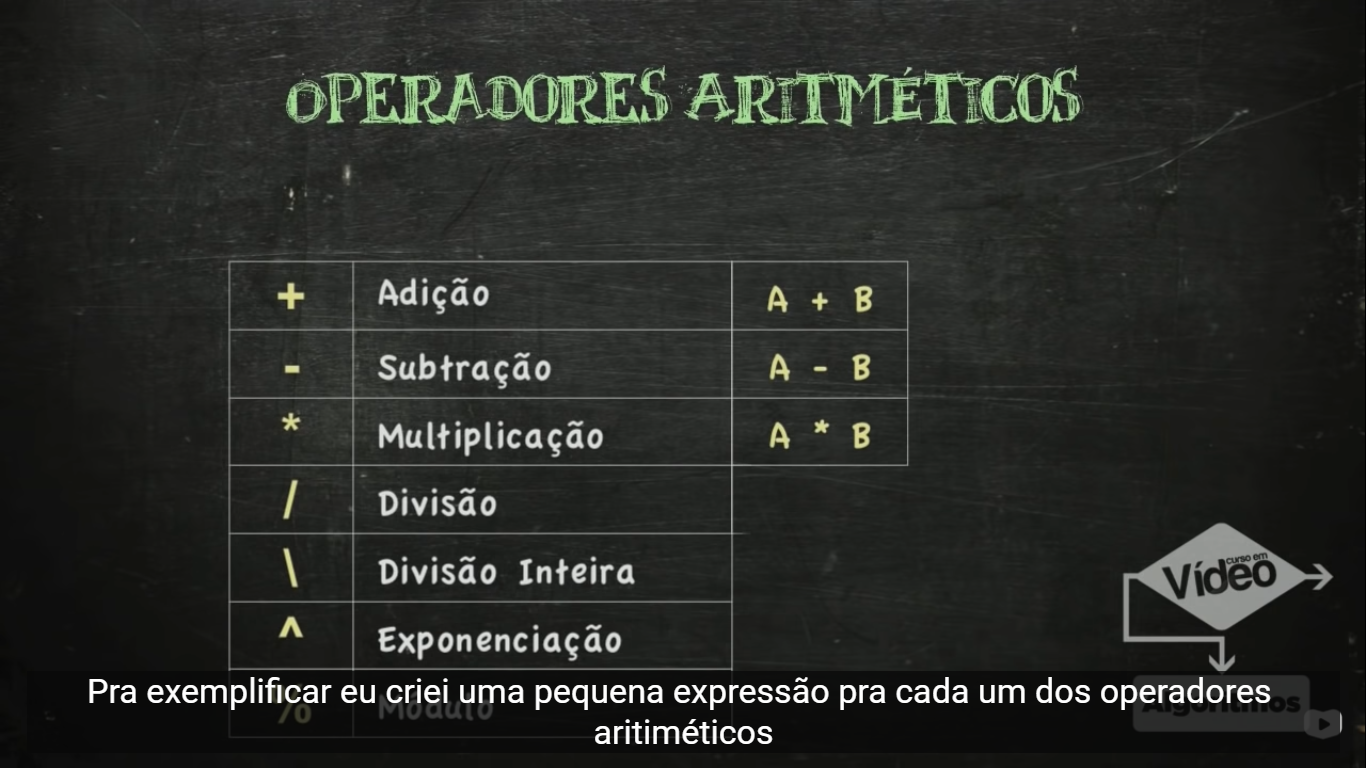 OPERADORES ARITMÉTICOS
+ Adição A + B
- Subtração A - B
* Multiplicação A * B
/ Divisão
\ Divisão Inteira
^ Exponenciação
% Módulo
curso em
Vídeo
Algoritmos
Pra exemplificar eu criei uma pequena expressão pra cada um dos operadores
aritiméticos